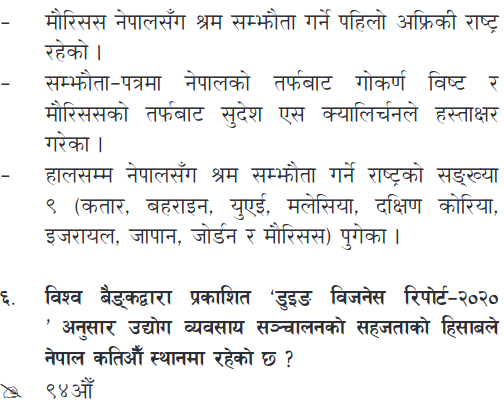 - मौरिसस नेपालसँग श्रम सम्झौता गर्ने पहिलो अफ्रिकी राष्ट्र
रहेको ।
- सम्झौता-पत्रमा नेपालको तर्फबाट गोकर्ण विष्ट र
मौरिससको तर्फबाट सुदेश एस क्यालिर्चनले हस्ताक्षर
गरेका ।
- हालसम्म नेपालसँग श्रम सम्झौता गर्ने राष्ट्रको सङ्ख्या
९ (कतार, बहराइन, युएई, मलेसिया, दक्षिण कोरिया,
इजरायल, जापान, जोर्डन र मौरिसस) पुगेका ।
६. विश्व बैङ्कद्वारा प्रकाशित ‘डुइङ विजनेस रिपोर्ट-२०२०
’ अनुसार उद्योग व्यवसाय सञ्चालनको सहजताको हिसाबले
नेपाल कतिऔँ स्थानमा रहेको छ ?
९४औँ